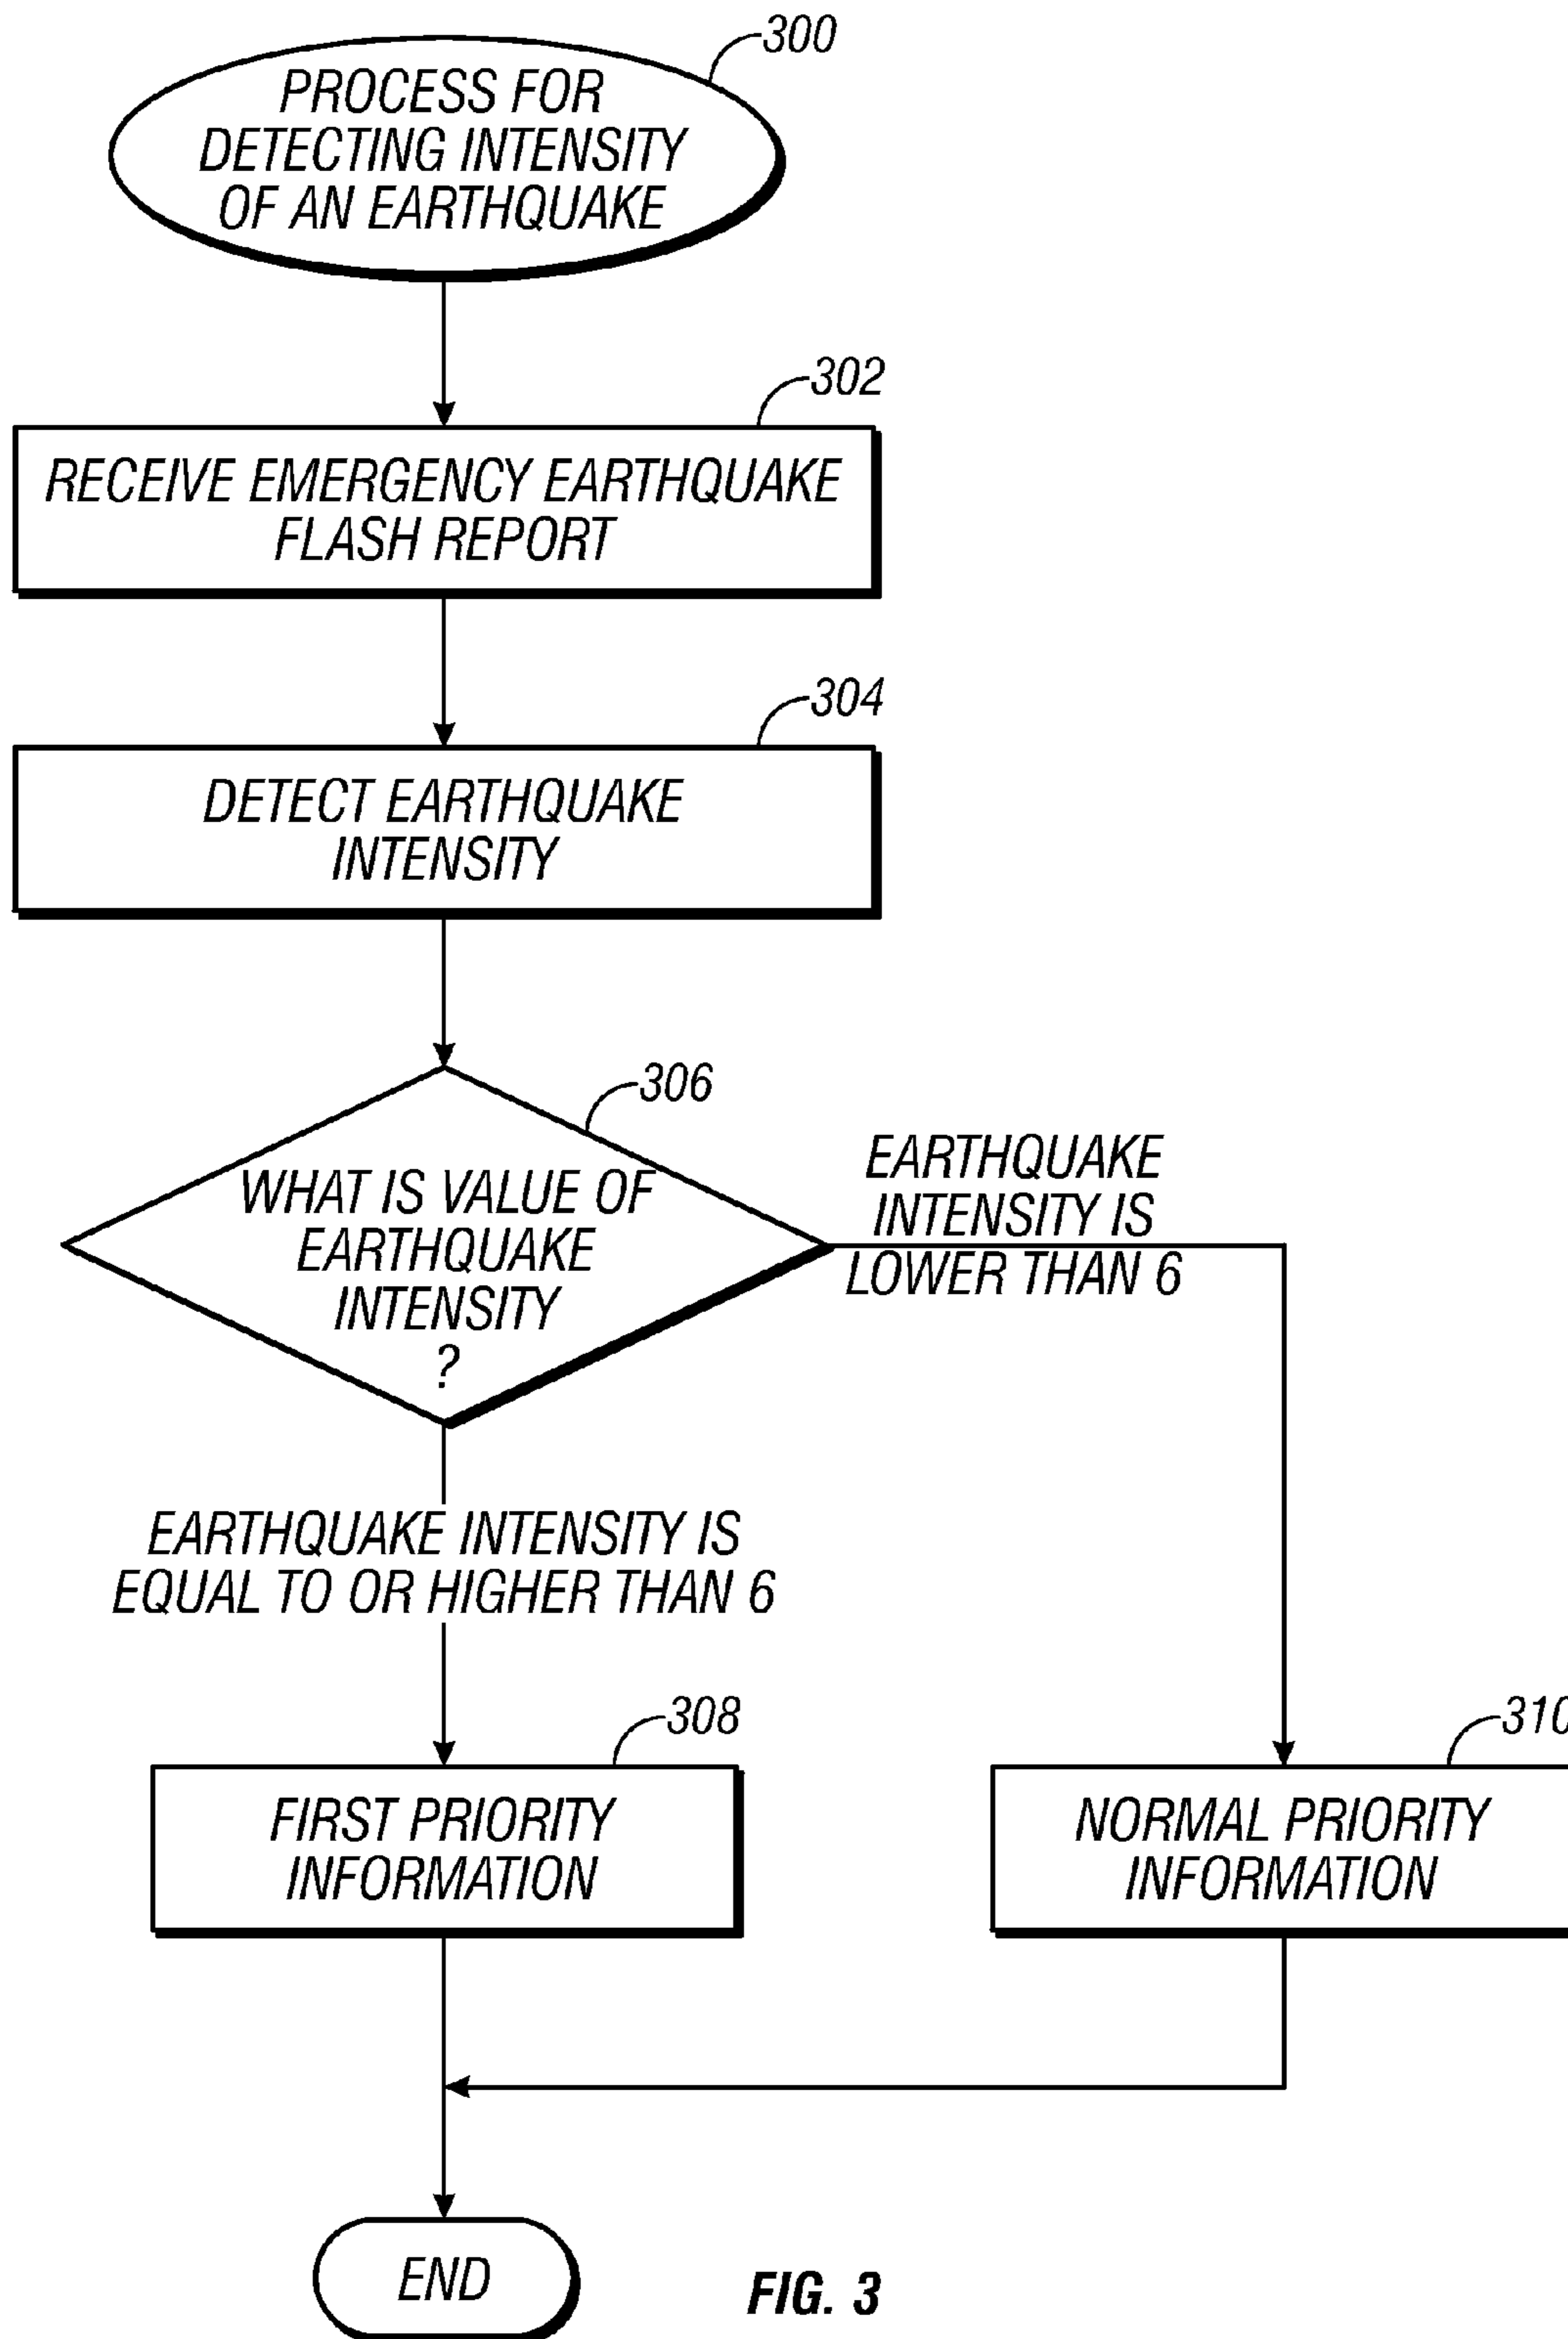 300
PROCESS FOR
DETECTING INTENSITY
OF AN EARTHQUAKE
302
RECEIVE EMERGENCY EARTHQUAKE
FLASH REPORT
304
DETECT EARTHQUAKE
INTENSITY
306
WHAT IS VALUE OF
EARTHQUAKE
INTENSITY
?
EARTHQUAKE
INTENSITY IS
LOWER THAN 6
EARTHQUAKE INTENSITY IS
EQUAL TO OR HIGHER THAN 6
308
FIRST PRIORITY
INFORMATION
310
NORMAL PRIORITY
INFORMATION
END
FIG. 3